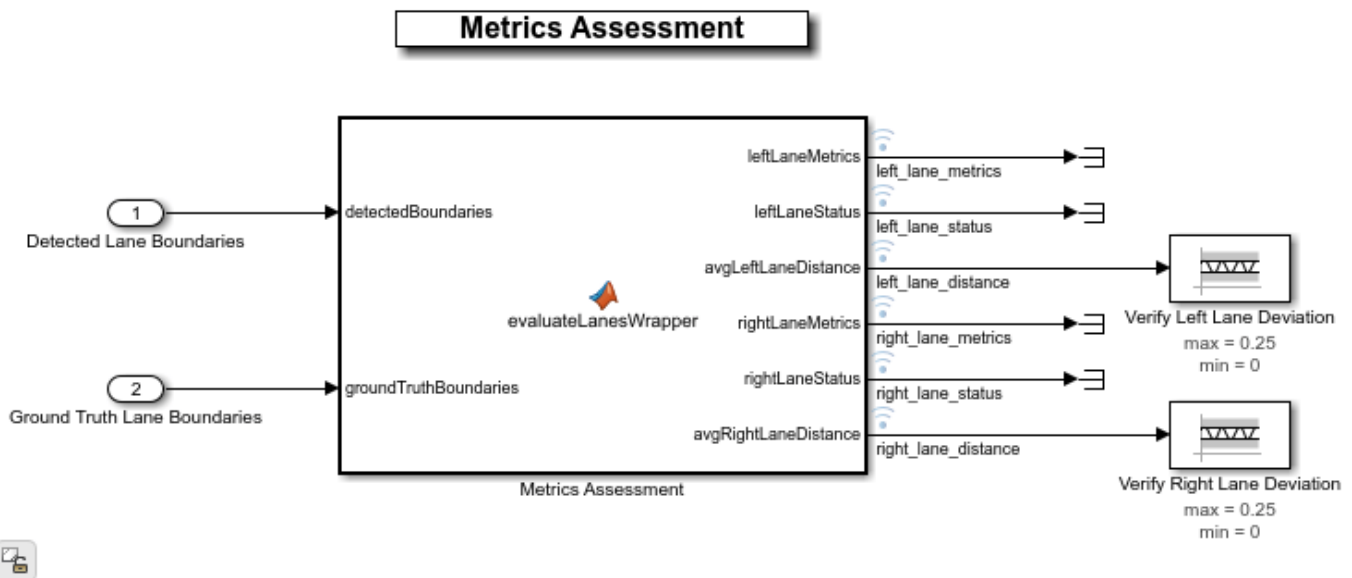 Metrics Assessment
leftLaneMetrics
left_lane_metrics
1
Detected Lane Boundaries
detectedBoundaries
leftLaneStatus
left_lane_status
avgLeftLaneDistance
left_lane_distance
Verify Left Lane Deviation
max = 0.25
min = 0
evaluateLanesWrapper
rightLaneMetrics
right_lane_metrics
2
Ground Truth Lane Boundaries
groundTruthBoundaries
rightLaneStatus
right_lane_status
avgRightLaneDistance
right_lane_distance
Verify Right Lane Deviation
max = 0.25
min = 0
Metrics Assessment